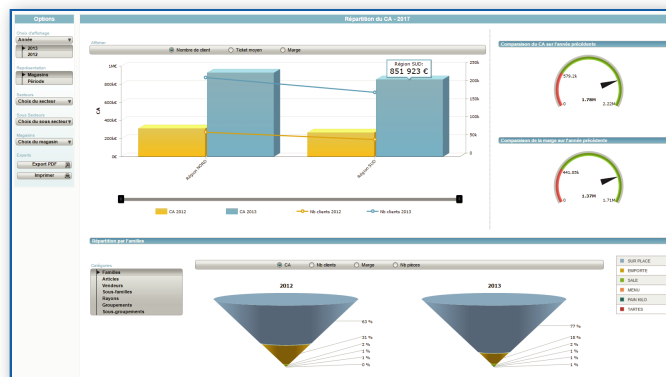 Options
Répartition du CA - 2017
Choix d'affichage
Année
2013
2012
Représentation
Magasins
Période
Secteurs
Choix du secteur
Sous Secteurs
Choix du sous secteur
Magasins
Choix du magasin
Exports
Export PDF
Imprimer
Afficher
Nombre de client
Ticket moyen
Marge
1M€
800k€
600k€
400k€
200k€
0€
CA
250k
200k
150k
100k
50k
0
Région SUD:
851 923 €
Région NORD
Région SUD
CA 2012
CA 2013
Nb clients 2012
Nb clients 2013
Comparaison du CA sur l'année précédente
579.2k
0
1.76M
2.22M
Comparaison de la marge sur l'année précédente
441.65k
0
1.37M
1.71M
Répartition par Familles
Catégories
Familles
Articles
Vendeurs
Sous-familles
Rayons
Groupements
Sous-groupements
CA
Nb clients
Marge
Nb pièces
2012
63 %
31 %
2 %
1 %
1 %
0 %
2013
77 %
18 %
2 %
1 %
1 %
1 %
SUR PLACE
EMPORTE
SALE
MENU
PAIN KILO
TARTES